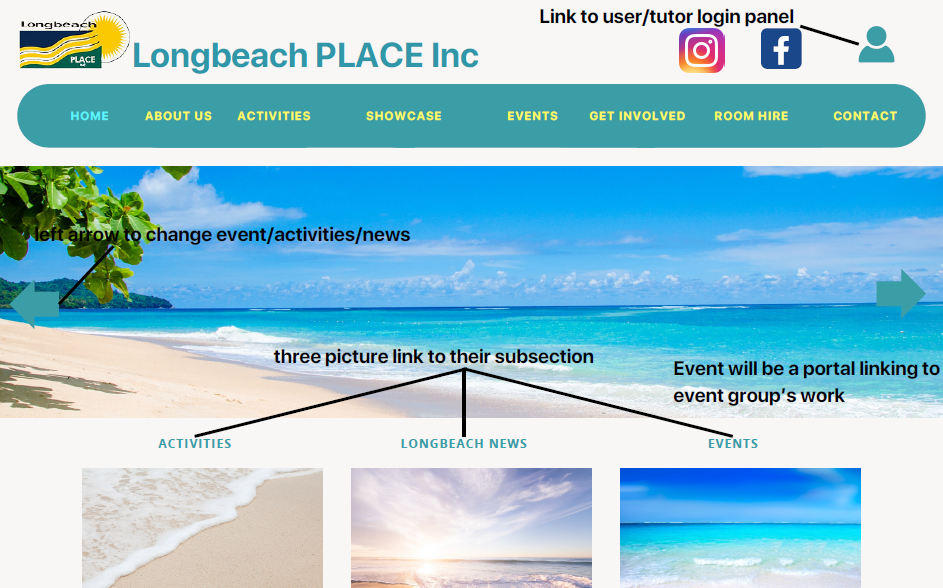 Link to user/tutor login panel
Longbeach
PLACE
Longbeach PLACE Inc
HOME ABOUT US ACTIVITIES SHOWCASE EVENTS GET INVOLVED ROOM HIRE CONTACT
left arrow to change event/activities/news
three picture link to their subsection
Event will be a portal linking to
event group's work
ACTIVITIES LONGBEACH NEWS EVENTS